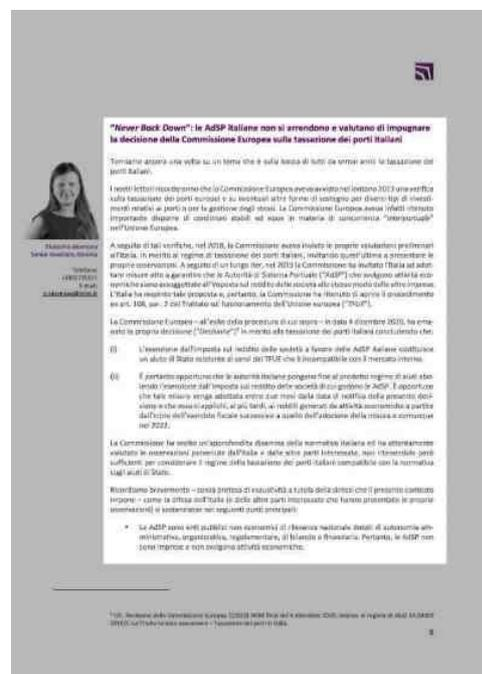 "Never Back Down": le AdSP italiane non si arrendono e valutano di impugnare
la decisione della Commissione Europea sulla tassazione dei porti italiani
Torniamo ancora una volta su un tema che è sulla bocca di tutti da ormai anni: la tassazione dei
porti italiani.
I nostri lettori ricorderanno che la Commissione Europea aveva avviato nel lontano 2013 una verifica
sulla tassazione dei porti europei e su eventuali altre forme di sostegno per diversi tipi di investi-
menti relativi ai porti o per la gestione degli stessi. La Commissione Europea aveva infatti ritenuto
importante disporre di condizioni stabili ed eque in materia di concorrenza "interportuale"
nell'Unione Europea.
A seguito di tali verifiche, nel 2018, la Commissione aveva inviato le proprie valutazioni preliminari
all'Italia, in merito al regime di tassazione dei porti italiani, invitando quest'ultima a presentare le
proprie osservazioni. A seguito di un lungo iter, nel 2019 la Commissione ha invitato l'Italia ad adot-
tare misure atte a garantire che le Autorità di Sistema Portuale ("AdSP") che svolgono attività eco-
nomiche siano assoggettate all'imposta sul reddito delle società allo stesso modo delle altre imprese.
L'Italia ha respinto tale proposta e, pertanto, la Commissione ha ritenuto di aprire il procedimento
ex art. 108, par. 2 del Trattato sul funzionamento dell'Unione europea ("TFUE").
La Commissione Europea – all'esito della procedura di cui sopra – in data 4 dicembre 2020, ha ema-
nato la propria decisione ("Decisione") in merito alla tassazione dei porti italiani concludendo che:
(i) L'esenzione dall'imposta sul reddito delle società a favore delle AdSP italiane costituisce
un aiuto di Stato esistente ai sensi del TFUE che è incompatibile con il mercato interno.
(ii) È pertanto opportuno che le autorità italiane pongano fine al predetto regime di aiuti abo-
lendo l'esenzione dall'imposta sul reddito delle società di cui godono le AdSP. È opportuno
che tale misura venga adottata entro due mesi dalla data di notifica della presente deci-
sione e che essa si applichi, al più tardi, ai redditi generati da attività economiche a partire
dall'inizio dell'esercizio fiscale successivo a quello dell'adozione della misura e comunque
nel 2022.
La Commissione ha svolto un'approfondita disamina della normativa italiana ed ha attentamente
valutato le osservazioni pervenute dall'Italia e dalle altre parti interessate, non ritenendole però
sufficienti per considerare il regime della tassazione dei porti italiani compatibile con la normativa
sugli aiuti di Stato.
Ricordiamo brevemente – senza pretesa di esaustività a tutela della sintesi che il presente contesto
impone – come la difesa dell'Italia (e delle altre parti interessate che hanno presentato le proprie
osservazioni) si sostanziasse nei seguenti punti principali:
• Le AdSP sono enti pubblici non economici di rilevanza nazionale dotati di autonomia am-
ministrativa, organizzativa, regolamentare, di bilancio e finanziaria. Pertanto, le AdSP non
sono imprese e non svolgono attività economiche.